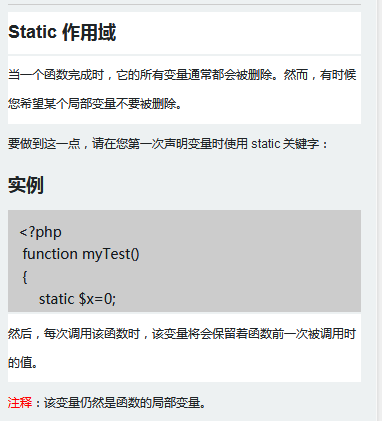 Static 作用域
当一个函数完成时，它的所有变量通常都会被删除。然而，有时候
您希望某个局部变量不要被删除。
要做到这一点，请在您第一次声明变量时使用 static 关键字：
实例
<?php
function myTest()
{
static $x=0;
然后，每次调用该函数时，该变量将会保留着函数前一次被调用时
的值。
注释：该变量仍然是函数的局部变量。